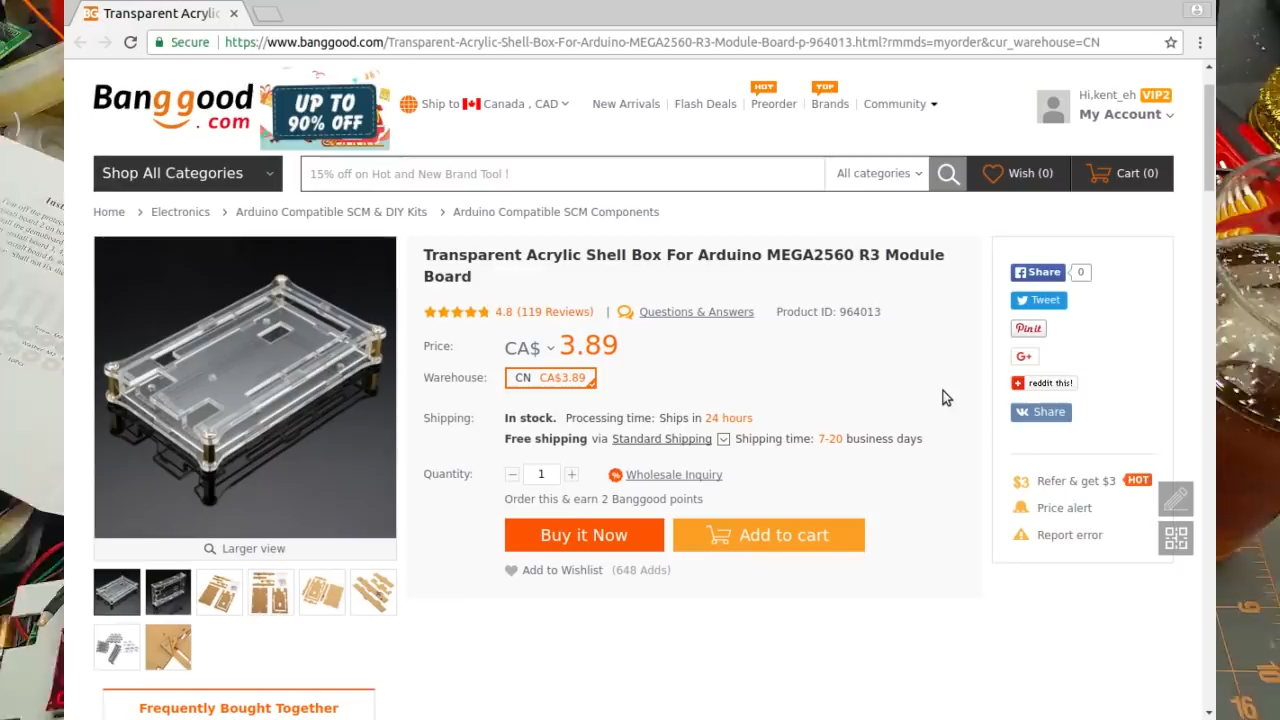 Transparent Acrylic
Secure
https://www.banggood.com/Transparent-Acrylic-Shell-Box-For-Arduino-MEGA2560-R3-Module-Board-p-964013.html?rmmds=myorder&cur_warehouse=CN
Banggood
.com
UP TO
90% OFF
Ship to Canada , CAD
New Arrivals
Flash Deals
HOT
Preorder
TOP
Brands
Community
Hi,kent_eh VIP2
My Account
Shop All Categories
15% off on Hot and New Brand Tool !
All categories
Wish (0)
Cart (0)
Home > Electronics > Arduino Compatible SCM & DIY Kits > Arduino Compatible SCM Components
Transparent Acrylic Shell Box For Arduino MEGA2560 R3 Module
Board
4.8 (119 Reviews) | Questions & Answers Product ID: 964013
Price: CA$ 3.89
Warehouse: CN CA$3.89
Shipping: In stock. Processing time: Ships in 24 hours
Free shipping via Standard Shipping Shipping time: 7-20 business days
Quantity: − 1 + Wholesale Inquiry
Order this & earn 2 Banggood points
Buy it Now
Add to cart
Add to Wishlist (648 Adds)
Larger view
Share 0
Tweet
Pin it
G+
reddit this!
Share
$3 Refer & get $3 HOT
Price alert
Report error
Frequently Bought Together